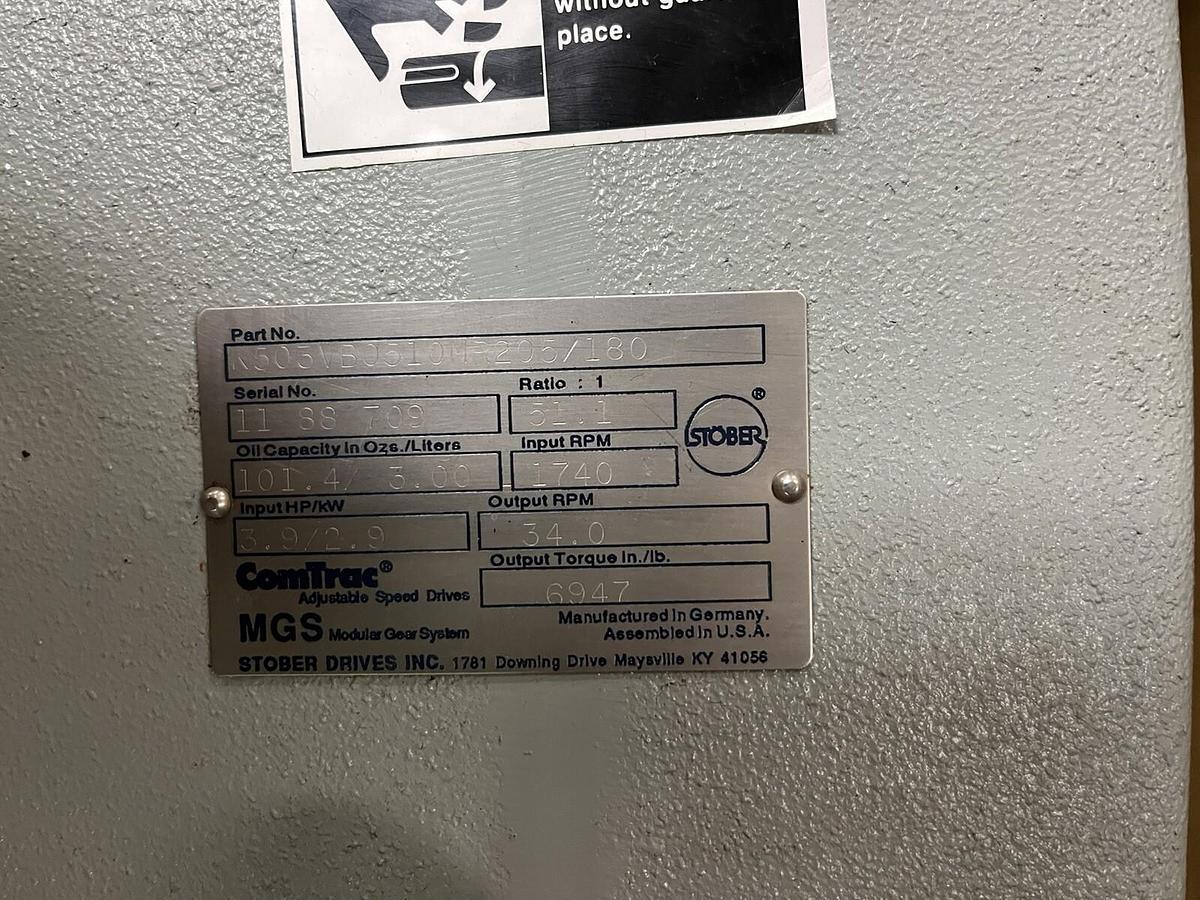 without
place.
Part No.
K503VB0510MR205/180
Serial No.
Ratio : 1
11 88 709
51.1
Oil Capacity in Ozs./Liters
Input RPM
101.4/ 3.00
1740
STÖBER®
Input HP/kW
Output RPM
3.9/2.9
34.0
Output Torque in./lb.
6947
ComTrac®
Adjustable Speed Drives
MGS Modular Gear System
Manufactured in Germany.
Assembled in U.S.A.
STOBER DRIVES INC. 1781 Downing Drive Maysville KY 41056